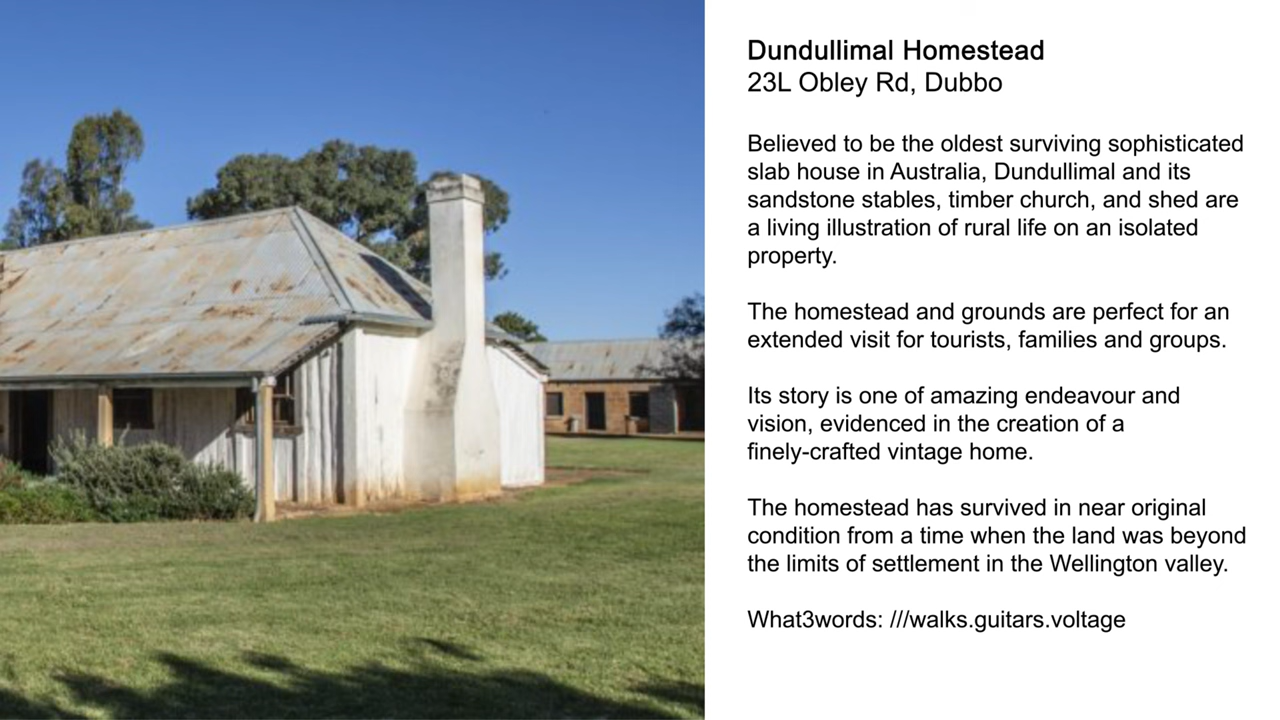 Dundullimal Homestead
23L Obley Rd, Dubbo
Believed to be the oldest surviving sophisticated
slab house in Australia, Dundullimal and its
sandstone stables, timber church, and shed are
a living illustration of rural life on an isolated
property.
The homestead and grounds are perfect for an
extended visit for tourists, families and groups.
Its story is one of amazing endeavour and
vision, evidenced in the creation of a
finely-crafted vintage home.
The homestead has survived in near original
condition from a time when the land was beyond
the limits of settlement in the Wellington valley.
What3words: ///walks.guitars.voltage